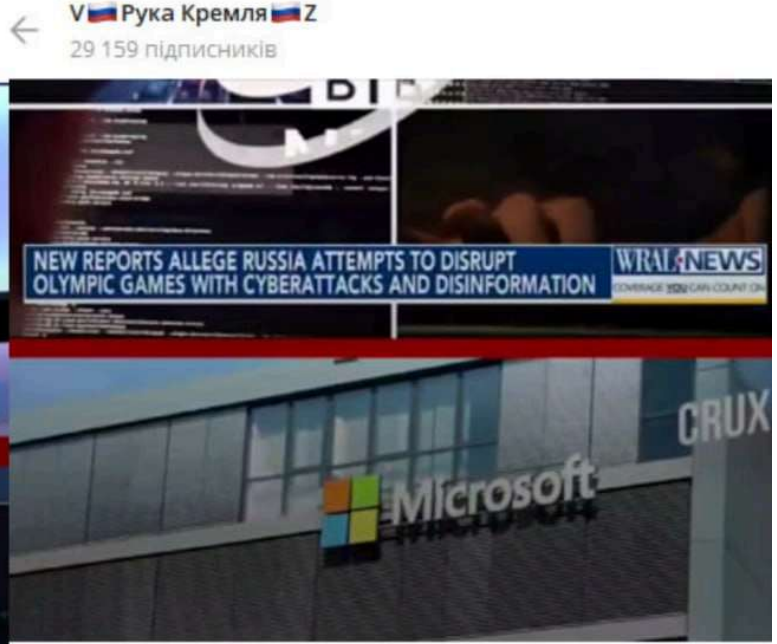 V🇷🇺Рука Кремля🇷🇺Z
29 159 підписників
NEW REPORTS ALLEGE RUSSIA ATTEMPTS TO DISRUPT
OLYMPIC GAMES WITH CYBERATTACKS AND DISINFORMATION
WRAL NEWS
COVERAGE YOU CAN COUNT ON
CRUX
Microsoft